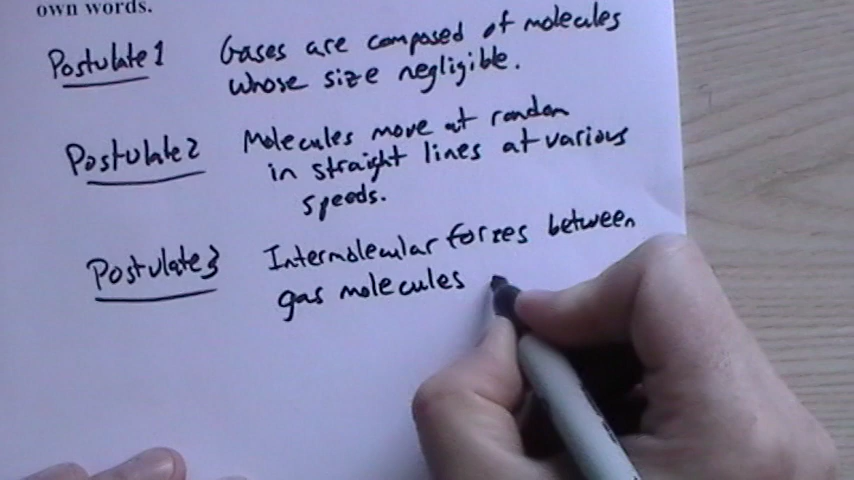 own words.
Postulate 1 Gases are composed of molecules
whose size negligible.
Postulate 2 Molecules move at random
in straight lines at various
speeds.
Postulate 3 Intermolecular forces between
gas molecules